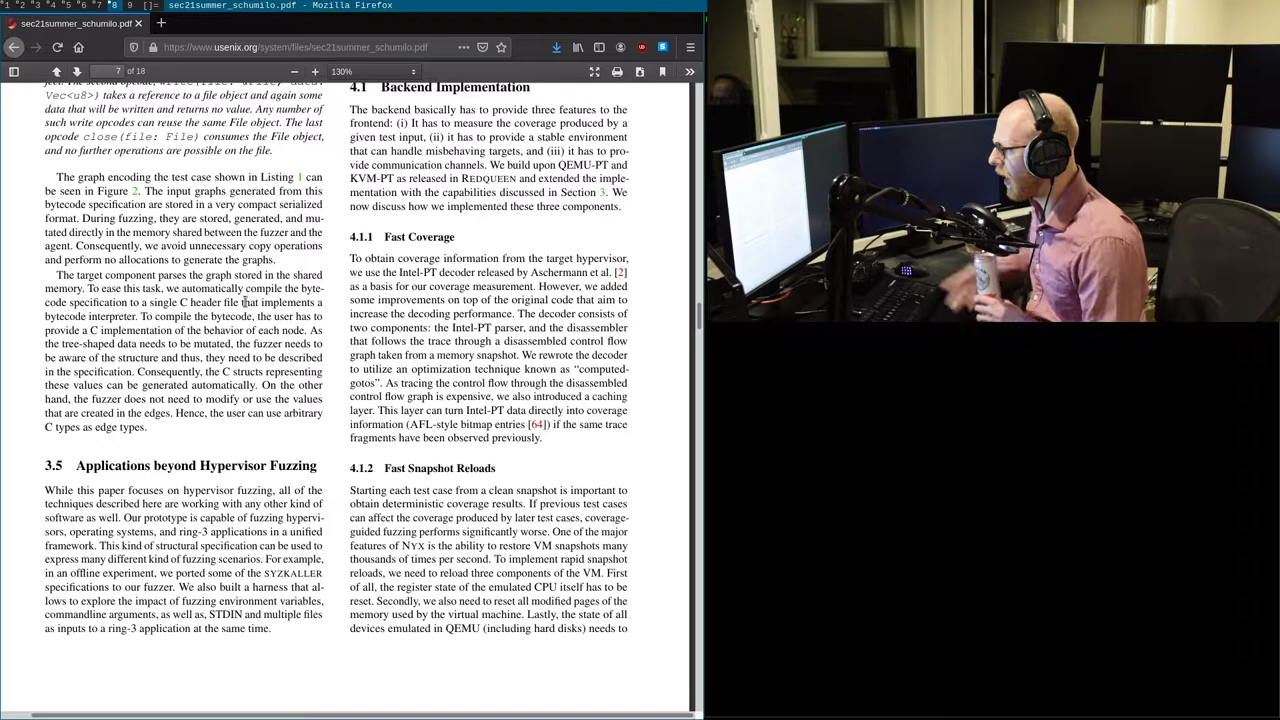 1 2 3 4 5 6 7 8 9 []= sec21summer_schumilo.pdf - Mozilla Firefox
sec21summer_schumilo.pdf
https://www.usenix.org/system/files/sec21summer_schumilo.pdf
7 of 18
130%
Vec<u8>) takes a reference to a file object and again some
data that will be written and returns no value. Any number of
such write opcodes can reuse the same File object. The last
opcode close(file: File) consumes the File object,
and no further operations are possible on the file.
The graph encoding the test case shown in Listing 1 can
be seen in Figure 2. The input graphs generated from this
bytecode specification are stored in a very compact serialized
format. During fuzzing, they are stored, generated, and mu-
tated directly in the memory shared between the fuzzer and the
agent. Consequently, we avoid unnecessary copy operations
and perform no allocations to generate the graphs.
The target component parses the graph stored in the shared
memory. To ease this task, we automatically compile the byte-
code specification to a single C header file that implements a
bytecode interpreter. To compile the bytecode, the user has to
provide a C implementation of the behavior of each node. As
the tree-shaped data needs to be mutated, the fuzzer needs to
be aware of the structure and thus, they need to be described
in the specification. Consequently, the C structs representing
these values can be generated automatically. On the other
hand, the fuzzer does not need to modify or use the values
that are created in the edges. Hence, the user can use arbitrary
C types as edge types.
3.5 Applications beyond Hypervisor Fuzzing
While this paper focuses on hypervisor fuzzing, all of the
techniques described here are working with any other kind of
software as well. Our prototype is capable of fuzzing hypervi-
sors, operating systems, and ring-3 applications in a unified
framework. This kind of structural specification can be used to
express many different kind of fuzzing scenarios. For example,
in an offline experiment, we ported some of the SYZKALLER
specifications to our fuzzer. We also built a harness that al-
lows to explore the impact of fuzzing environment variables,
commandline arguments, as well as, STDIN and multiple files
as inputs to a ring-3 application at the same time.
4.1 Backend Implementation
The backend basically has to provide three features to the
frontend: (i) It has to measure the coverage produced by a
given test input, (ii) it has to provide a stable environment
that can handle misbehaving targets, and (iii) it has to pro-
vide communication channels. We build upon QEMU-PT and
KVM-PT as released in REDQUEEN and extended the imple-
mentation with the capabilities discussed in Section 3. We
now discuss how we implemented these three components.
4.1.1 Fast Coverage
To obtain coverage information from the target hypervisor,
we use the Intel-PT decoder released by Aschermann et al. [2]
as a basis for our coverage measurement. However, we added
some improvements on top of the original code that aim to
increase the decoding performance. The decoder consists of
two components: the Intel-PT parser, and the disassembler
that follows the trace through a disassembled control flow
graph taken from a memory snapshot. We rewrote the decoder
to utilize an optimization technique known as “computed-
gotos”. As tracing the control flow through the disassembled
control flow graph is expensive, we also introduced a caching
layer. This layer can turn Intel-PT data directly into coverage
information (AFL-style bitmap entries [64]) if the same trace
fragments have been observed previously.
4.1.2 Fast Snapshot Reloads
Starting each test case from a clean snapshot is important to
obtain deterministic coverage results. If previous test cases
can affect the coverage produced by later test cases, coverage-
guided fuzzing performs significantly worse. One of the major
features of NYX is the ability to restore VM snapshots many
thousands of times per second. To implement rapid snapshot
reloads, we need to reload three components of the VM. First
of all, the register state of the emulated CPU itself has to be
reset. Secondly, we also need to reset all modified pages of the
memory used by the virtual machine. Lastly, the state of all
devices emulated in QEMU (including hard disks) needs to